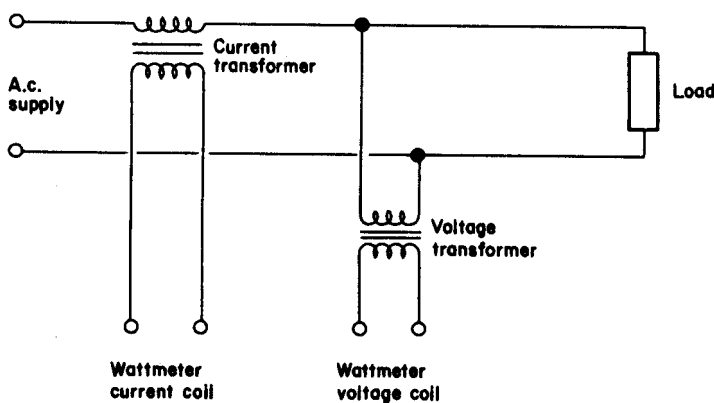 Current
transformer
A.c.
supply
Load
Voltage
transformer
Wattmeter
current coil
Wattmeter
voltage coil